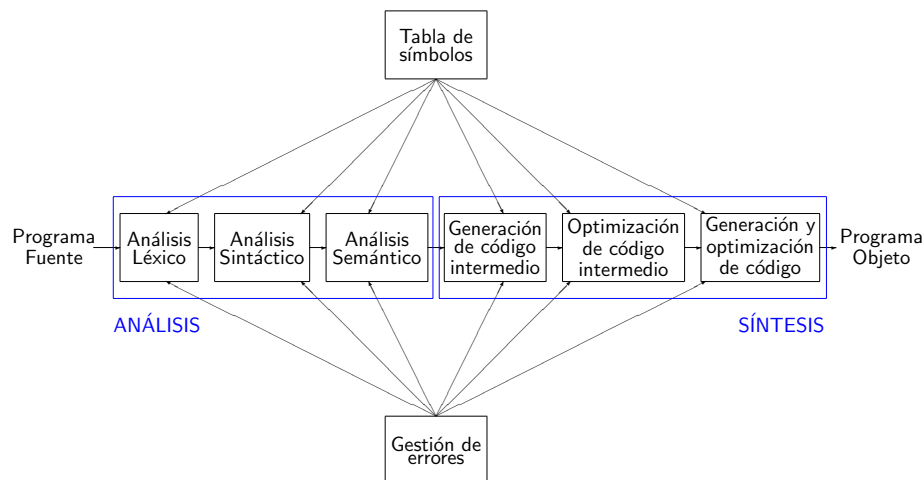 Tabla de
símbolos
Programa
Fuente
Análisis
Léxico
Análisis
Sintáctico
Análisis
Semántico
Generación
de código
intermedio
Optimización
de código
intermedio
Generación y
optimización
de código
Programa
Objeto
ANÁLISIS
SÍNTESIS
Gestión de
errores